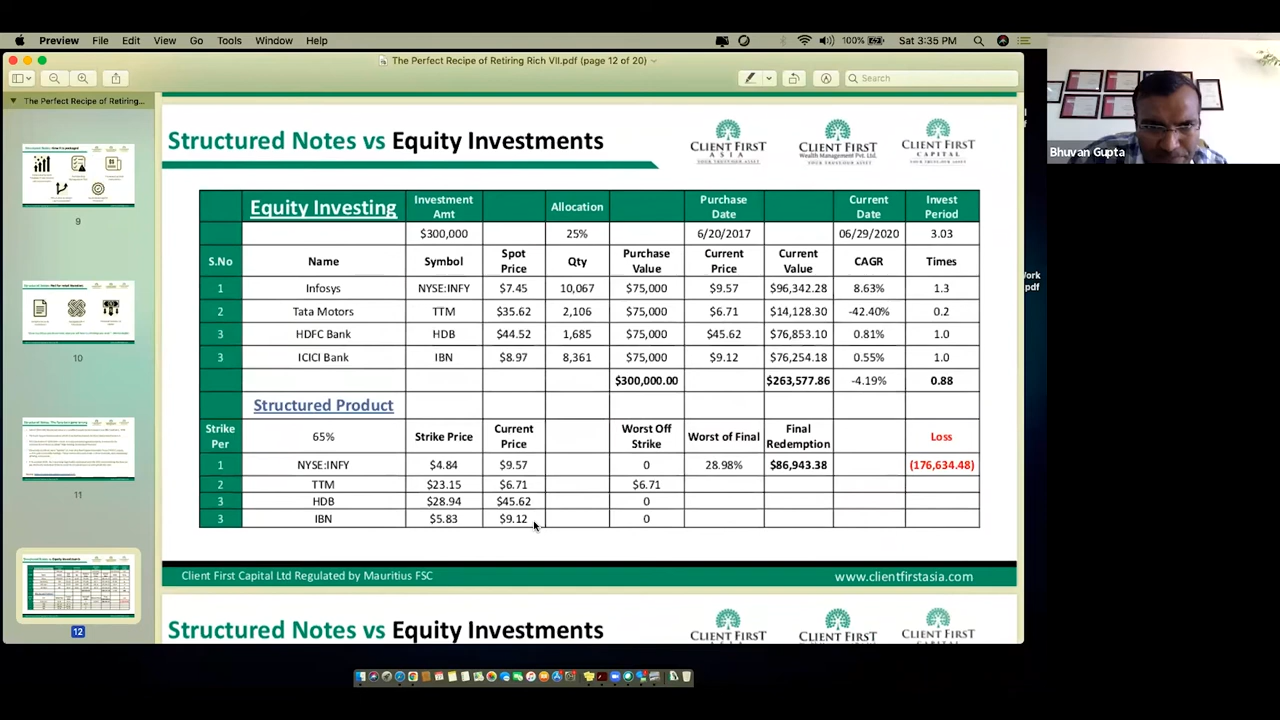 Preview File Edit View Go Tools Window Help 100% Sat 3:35 PM
The Perfect Recipe of Retiring Rich VII.pdf (page 12 of 20)
Search
The Perfect Recipe of Retiring...
9
10
11
12
Bhuvan Gupta
Structured Notes vs Equity Investments
CLIENT FIRST ASIA
CLIENT FIRST Wealth Management Pvt. Ltd.
CLIENT FIRST CAPITAL
Equity Investing Investment Amt Allocation Purchase Date Current Date Invest Period
$300,000 25% 6/20/2017 06/29/2020 3.03
S.No Name Symbol Spot Price Qty Purchase Value Current Price Current Value CAGR Times
1 Infosys NYSE:INFY $7.45 10,067 $75,000 $9.57 $96,342.28 8.63% 1.3
2 Tata Motors TTM $35.62 2,106 $75,000 $6.71 $14,128.30 -42.40% 0.2
3 HDFC Bank HDB $44.52 1,685 $75,000 $45.62 $76,853.10 0.81% 1.0
3 ICICI Bank IBN $8.97 8,361 $75,000 $9.12 $76,254.18 0.55% 1.0
$300,000.00 $263,577.86 -4.19% 0.88
Structured Product
Strike Per 65% Strike Price Current Price Worst Off Strike Worst of Final Final Redemption Loss
1 NYSE:INFY $4.84 $9.57 0 28.98% $86,943.38 (176,634.48)
2 TTM $23.15 $6.71 $6.71
3 HDB $28.94 $45.62 0
3 IBN $5.83 $9.12 0
Client First Capital Ltd Regulated by Mauritius FSC www.clientfirstasia.com
Structured Notes vs Equity Investments
CLIENT FIRST
CLIENT FIRST
CLIENT FIRST